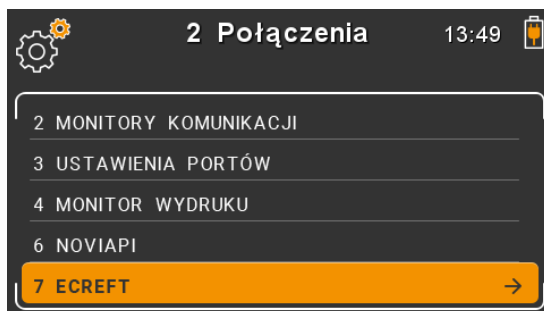 2 Połączenia 13:49
2 MONITORY KOMUNIKACJI
3 USTAWIENIA PORTÓW
4 MONITOR WYDRUKU
6 NOVIAPI
7 ECREFT →